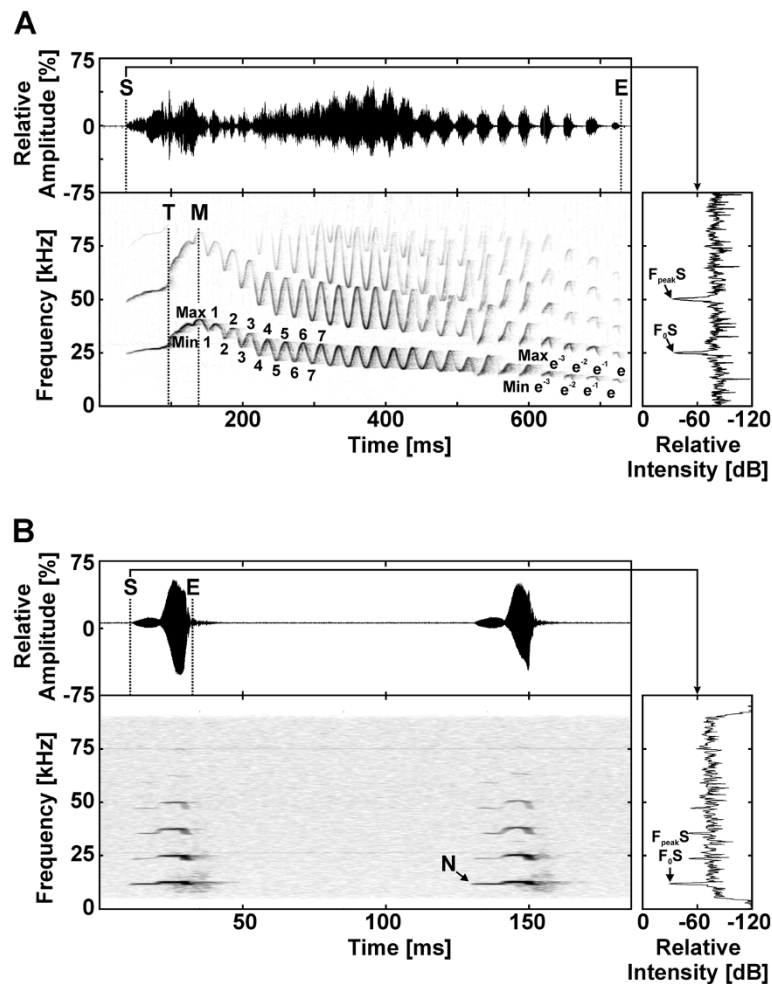 A
Relative
Amplitude [%]
75
0
-75
S
E
T
M
Frequency [kHz]
75
50
25
0
Max 1
2
3
4
5
6
7
Min 1
2
3
4
5
6
7
Max e⁻³ e⁻² e⁻¹ e
Min e⁻³ e⁻² e⁻¹ e
200
400
600
Time [ms]
FpeakS
F₀S
0
-60
-120
Relative
Intensity [dB]
B
Relative
Amplitude [%]
75
0
-75
S
E
Frequency [kHz]
75
50
25
0
N
50
100
150
Time [ms]
FpeakS
F₀S
0
-60
-120
Relative
Intensity [dB]